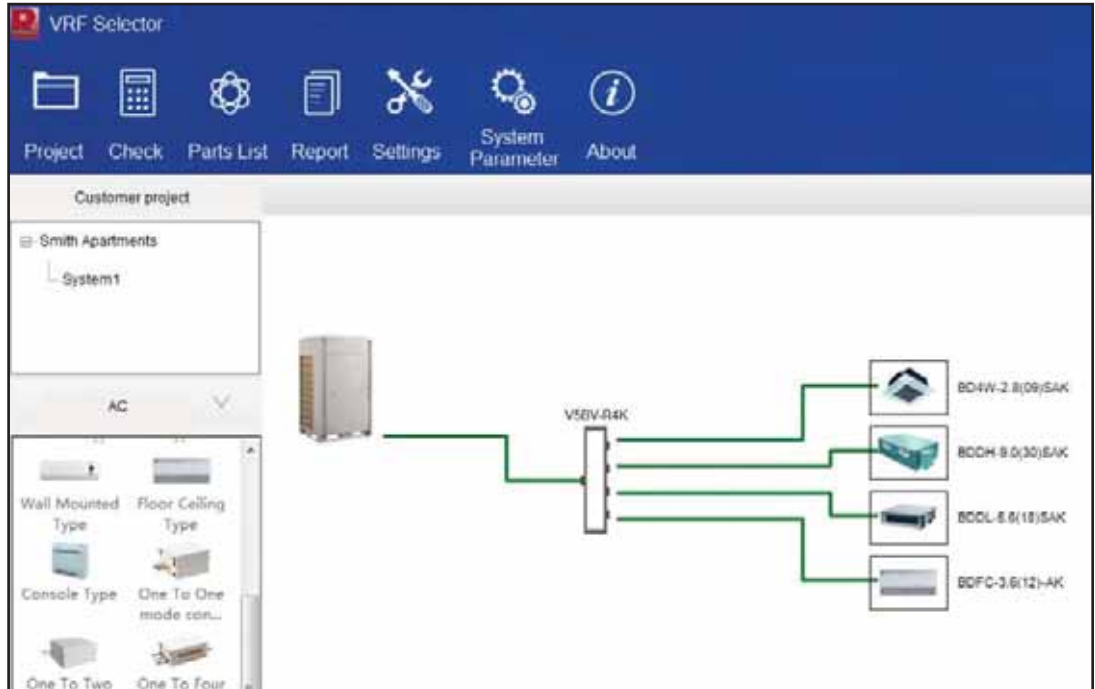 VRF Selector
Project
Check
Parts List
Report
Settings
System
Parameter
About
Customer project
Smith Apartments
System1
AC
Wall Mounted
Type
Floor Ceiling
Type
Console Type
One To One
mode con...
One To Two
One To Four
V5BV-R4K
BD4W-2.8(09)SAK
BDDH-9.0(30)SAK
BDDL-5.6(18)SAK
BDFC-3.6(12)-AK